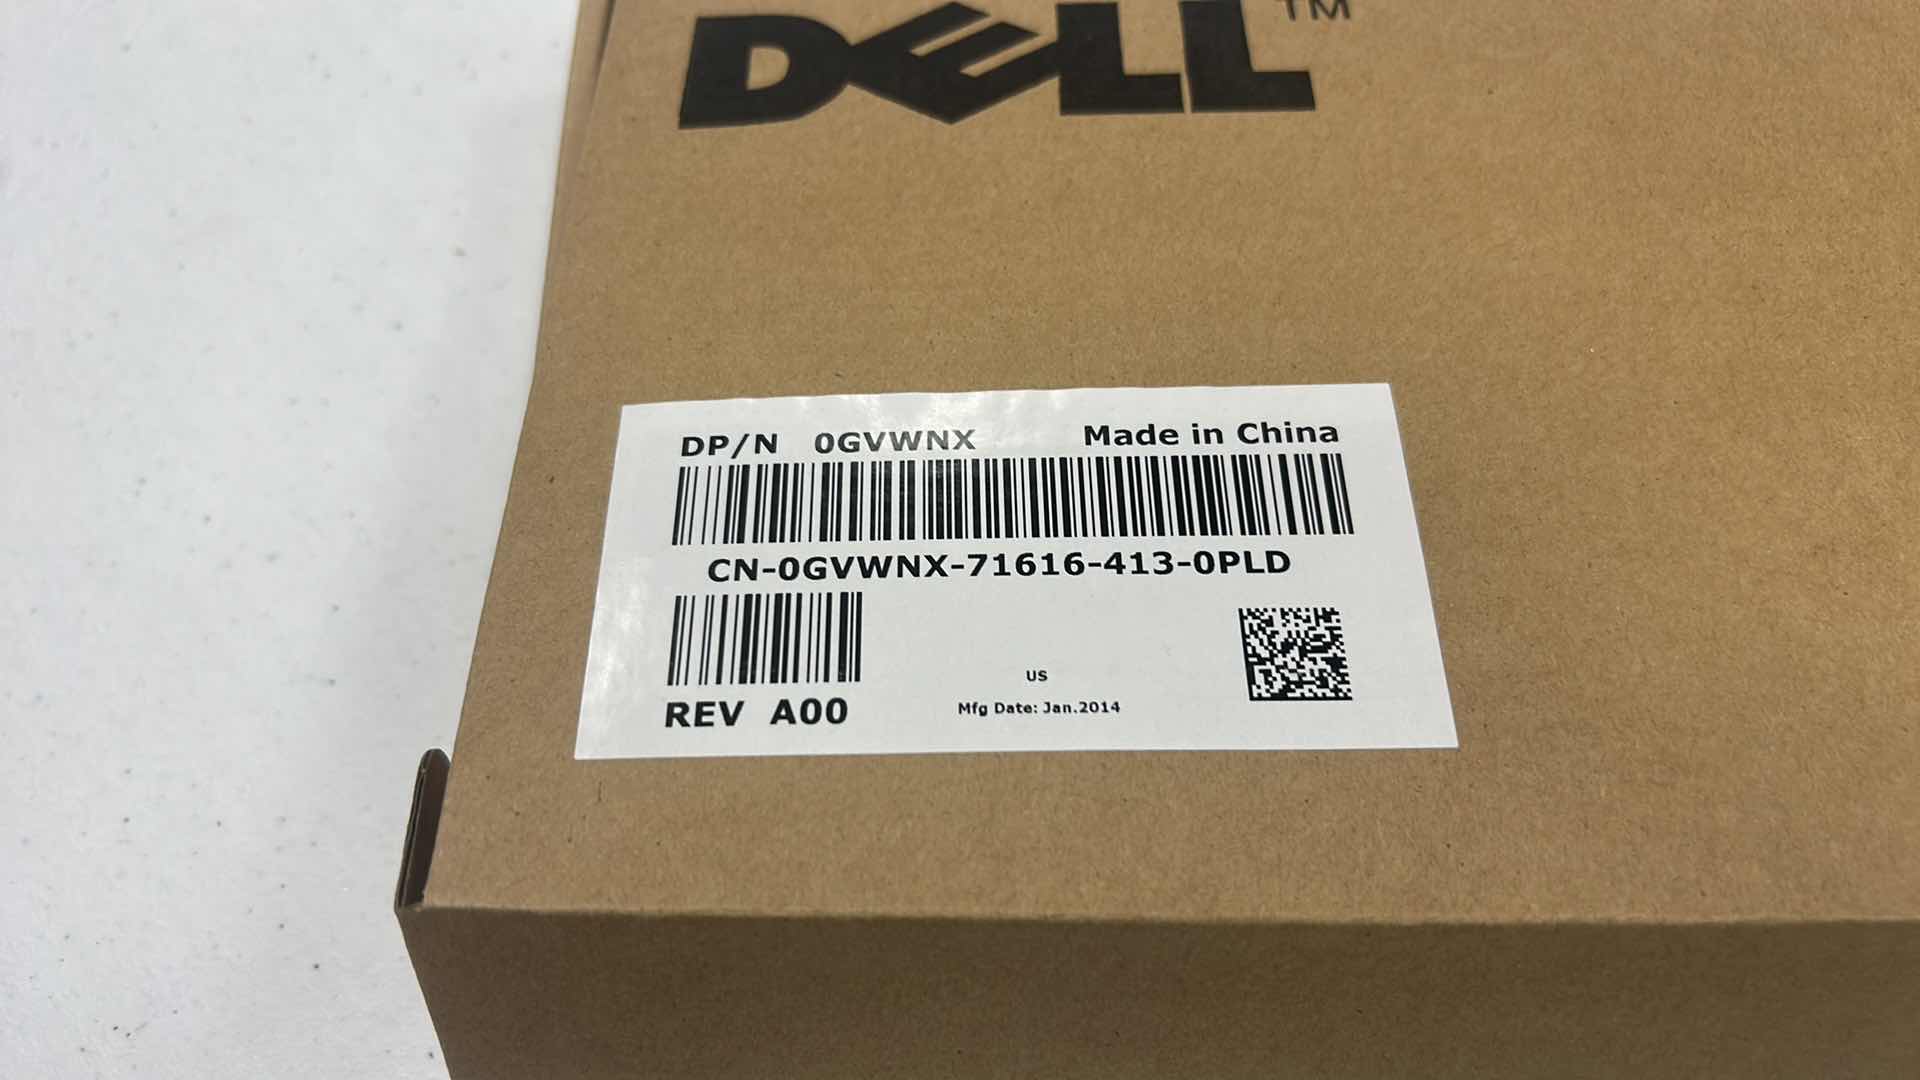 DELL™
DP/N 0GVWNX Made in China
CN-0GVWNX-71616-413-0PLD
US
REV A00 Mfg Date: Jan.2014